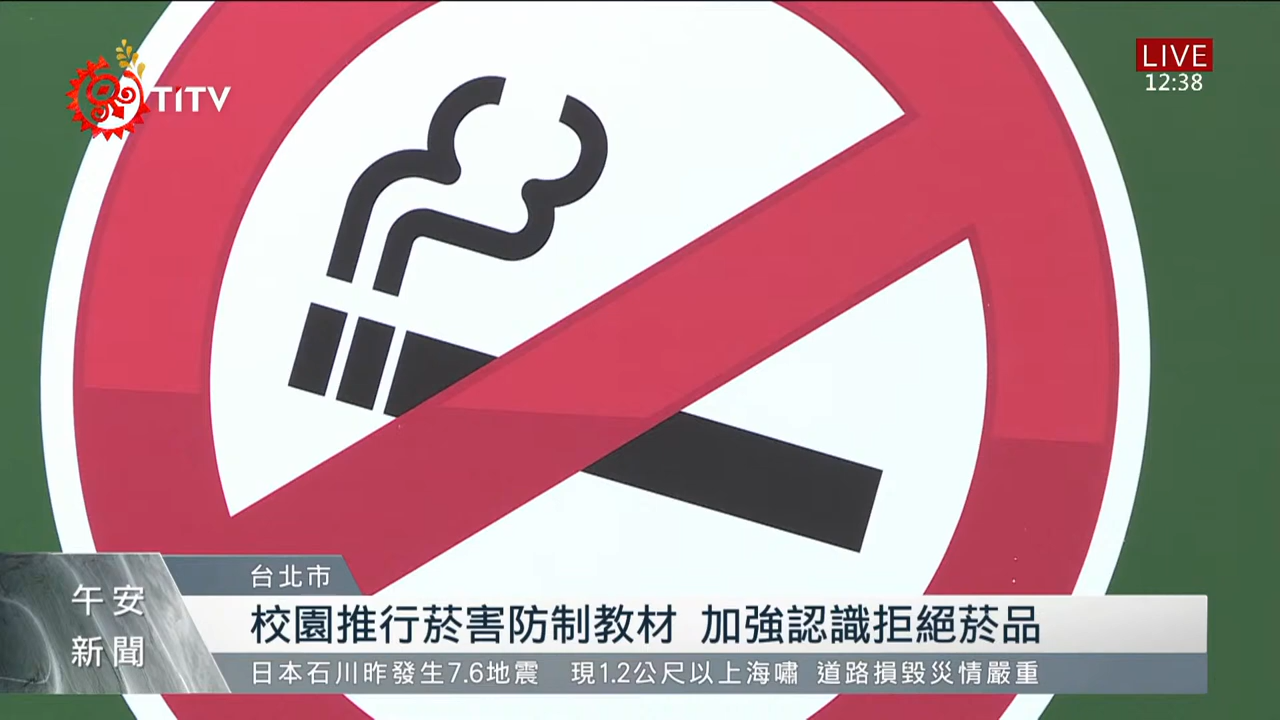 TITV
LIVE
12:38
台北市
午安
新聞
校園推行菸害防制教材 加強認識拒絕菸品
日本石川昨發生7.6地震 現1.2公尺以上海嘯 道路損毀災情嚴重